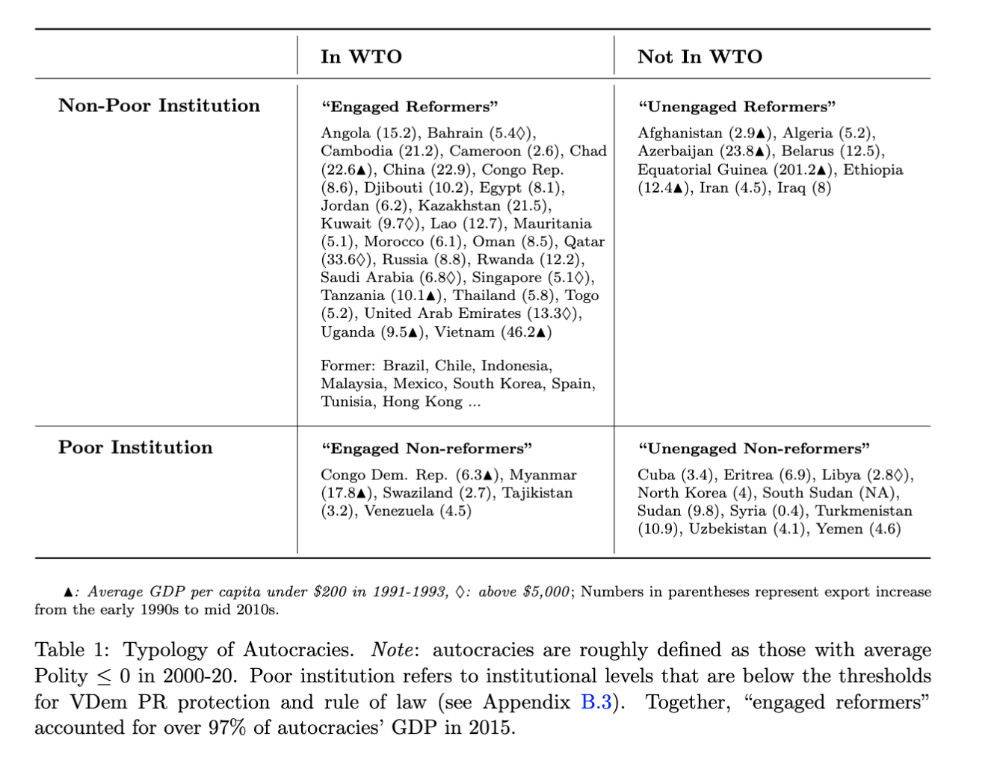 In WTO
Not In WTO
Non-Poor Institution
“Engaged Reformers”
Angola (15.2), Bahrain (5.4◊),
Cambodia (21.2), Cameroon (2.6), Chad
(22.6▲), China (22.9), Congo Rep.
(8.6), Djibouti (10.2), Egypt (8.1),
Jordan (6.2), Kazakhstan (21.5),
Kuwait (9.7◊), Lao (12.7), Mauritania
(5.1), Morocco (6.1), Oman (8.5), Qatar
(33.6◊), Russia (8.8), Rwanda (12.2),
Saudi Arabia (6.8◊), Singapore (5.1◊),
Tanzania (10.1▲), Thailand (5.8), Togo
(5.2), United Arab Emirates (13.3◊),
Uganda (9.5▲), Vietnam (46.2▲)
Former: Brazil, Chile, Indonesia,
Malaysia, Mexico, South Korea, Spain,
Tunisia, Hong Kong ...
“Unengaged Reformers”
Afghanistan (2.9▲), Algeria (5.2),
Azerbaijan (23.8▲), Belarus (12.5),
Equatorial Guinea (201.2▲), Ethiopia
(12.4▲), Iran (4.5), Iraq (8)
Poor Institution
“Engaged Non-reformers”
Congo Dem. Rep. (6.3▲), Myanmar
(17.8▲), Swaziland (2.7), Tajikistan
(3.2), Venezuela (4.5)
“Unengaged Non-reformers”
Cuba (3.4), Eritrea (6.9), Libya (2.8◊),
North Korea (4), South Sudan (NA),
Sudan (9.8), Syria (0.4), Turkmenistan
(10.9), Uzbekistan (4.1), Yemen (4.6)
▲: Average GDP per capita under $200 in 1991-1993, ◊: above $5,000; Numbers in parentheses represent export increase
from the early 1990s to mid 2010s.
Table 1: Typology of Autocracies. Note: autocracies are roughly defined as those with average
Polity ≤ 0 in 2000-20. Poor institution refers to institutional levels that are below the thresholds
for VDem PR protection and rule of law (see Appendix B.3). Together, “engaged reformers”
accounted for over 97% of autocracies’ GDP in 2015.